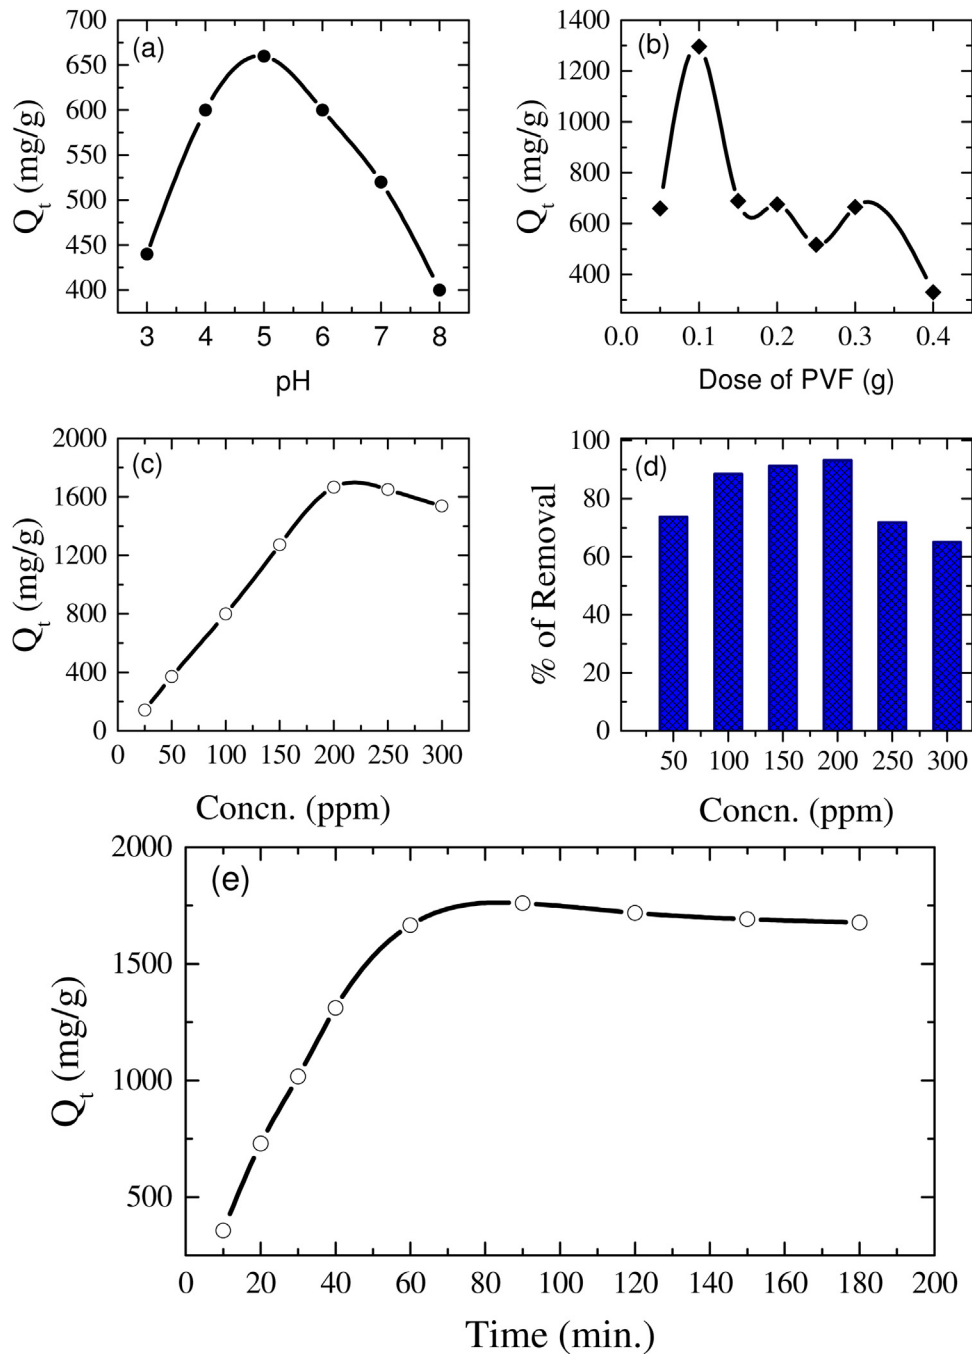 (a)
700
650
600
550
500
450
400
Qt (mg/g)
3 4 5 6 7 8
pH
(b)
1400
1200
1000
800
600
400
Qt (mg/g)
0.0 0.1 0.2 0.3 0.4
Dose of PVF (g)
(c)
2000
1600
1200
800
400
0
Qt (mg/g)
0 50 100 150 200 250 300
Concn. (ppm)
(d)
100
80
60
40
20
0
% of Removal
50 100 150 200 250 300
Concn. (ppm)
(e)
2000
1500
1000
500
Qt (mg/g)
0 20 40 60 80 100 120 140 160 180 200
Time (min.)